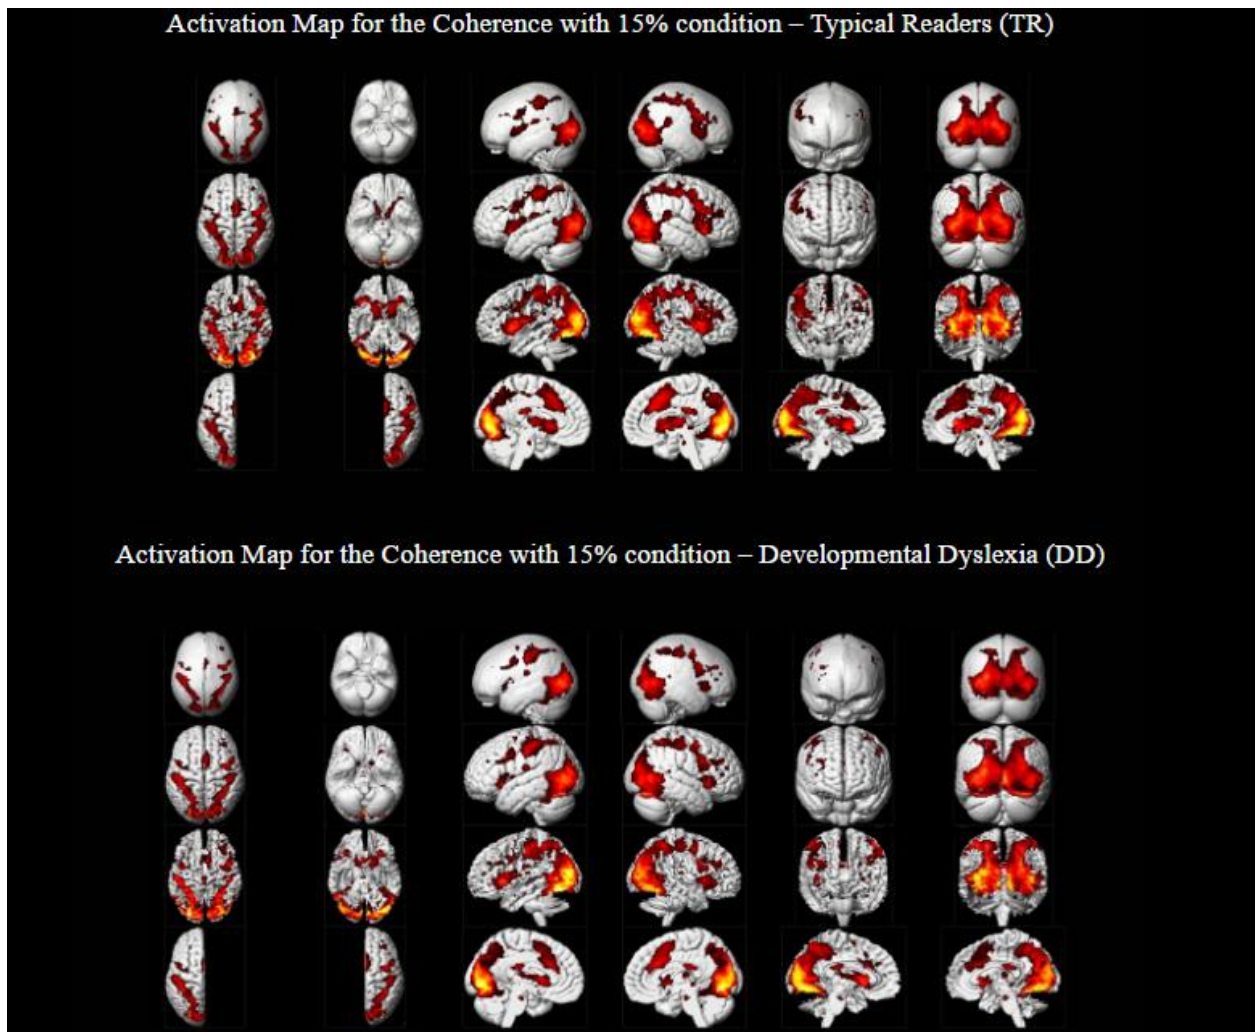 Activation Map for the Coherence with 15% condition – Typical Readers (TR)
Activation Map for the Coherence with 15% condition – Developmental Dyslexia (DD)